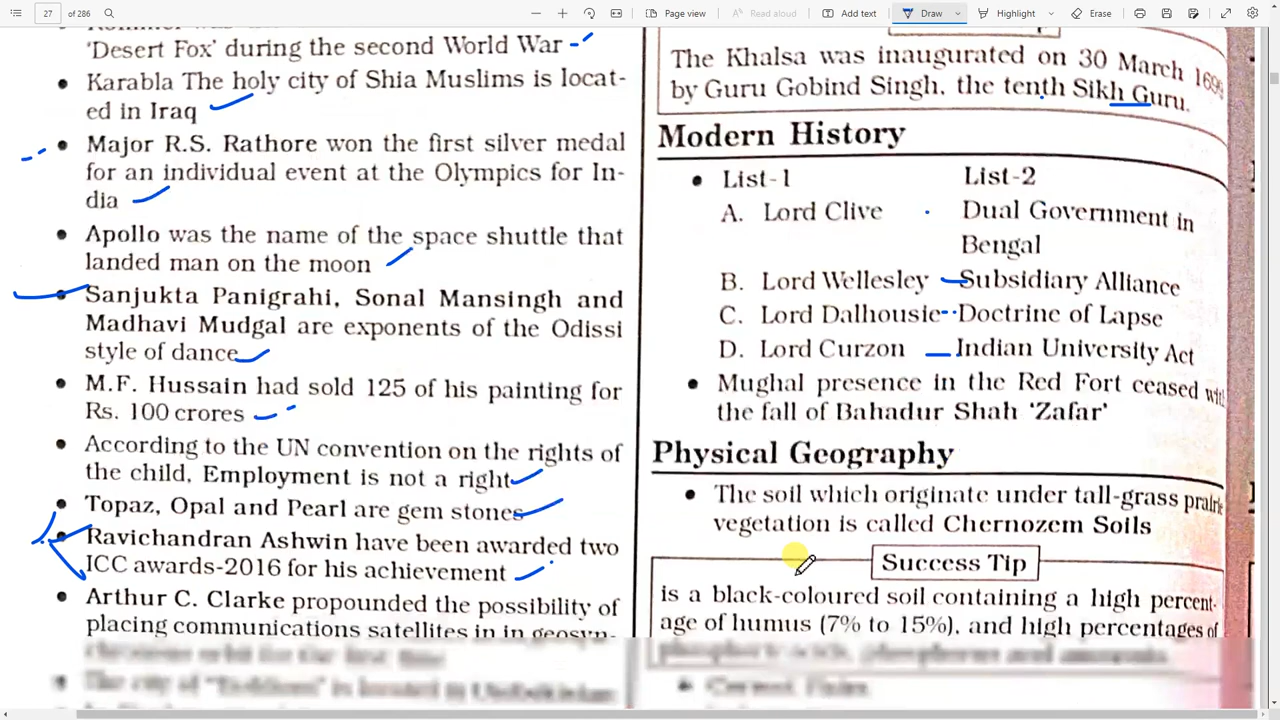 27 of 286
Page view
Read aloud
Add text
Draw
Highlight
Erase
'Desert Fox' during the second World War
Karabla The holy city of Shia Muslims is locat-
ed in Iraq
Major R.S. Rathore won the first silver medal
for an individual event at the Olympics for In-
dia
Apollo was the name of the space shuttle that
landed man on the moon
Sanjukta Panigrahi, Sonal Mansingh and
Madhavi Mudgal are exponents of the Odissi
style of dance
M.F. Hussain had sold 125 of his painting for
Rs. 100 crores
According to the UN convention on the rights of
the child, Employment is not a right
Topaz, Opal and Pearl are gem stones
Ravichandran Ashwin have been awarded two
ICC awards-2016 for his achievement
Arthur C. Clarke propounded the possibility of
placing communications satellites in in geosyn-
The Khalsa was inaugurated on 30 March
by Guru Gobind Singh, the tenth Sikh Guru.
Modern History
List-1 List-2
A. Lord Clive Dual Government in
Bengal
B. Lord Wellesley Subsidiary Alliance
C. Lord Dalhousie Doctrine of Lapse
D. Lord Curzon Indian University Act
Mughal presence in the Red Fort ceased
the fall of Bahadur Shah 'Zafar'
Physical Geography
The soil which originate under tall-grass
vegetation is called Chernozem Soils
Success Tip
is a black-coloured soil containing a high percent-
age of humus (7% to 15%), and high percentages of